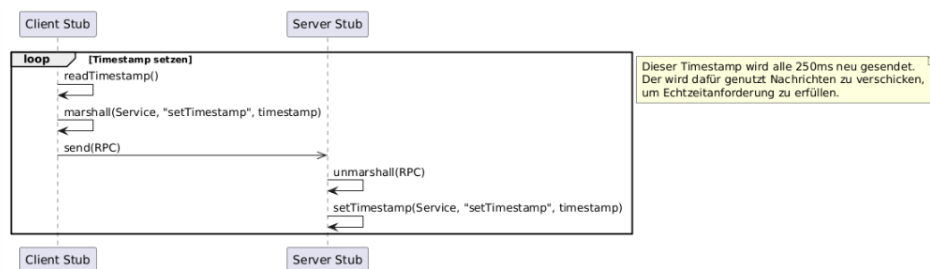 Client Stub
Server Stub
loop
[Timestamp setzen]
Dieser Timestamp wird alle 250ms neu gesendet.
Der wird dafür genutzt Nachrichten zu verschicken,
um Echtzeitanforderung zu erfüllen.
readTimestamp()
marshall(Service, "setTimestamp", timestamp)
send(RPC)
unmarshall(RPC)
setTimestamp(Service, "setTimestamp", timestamp)
Client Stub
Server Stub